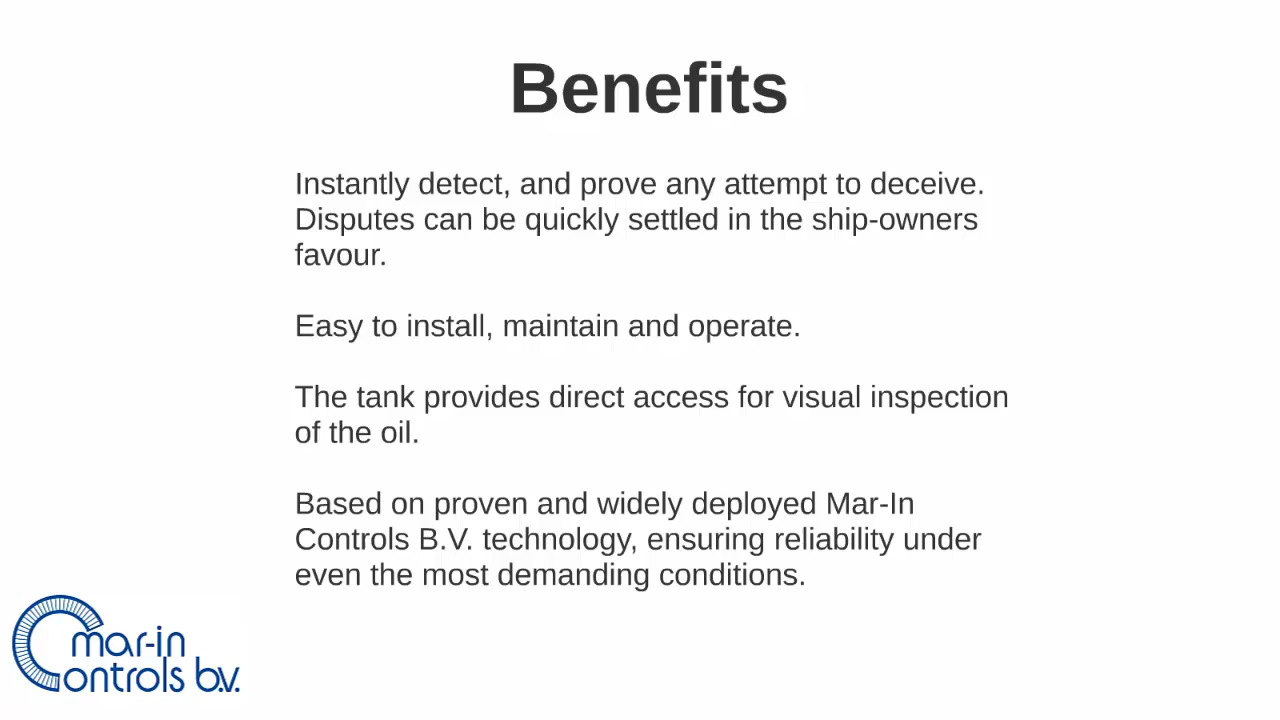 Benefits
Instantly detect, and prove any attempt to deceive.
Disputes can be quickly settled in the ship-owners
favour.
Easy to install, maintain and operate.
The tank provides direct access for visual inspection
of the oil.
Based on proven and widely deployed Mar-In
Controls B.V. technology, ensuring reliability under
even the most demanding conditions.
mar-in
Controls b.v.